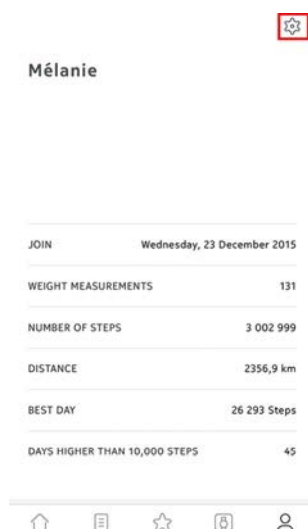 Mélanie
JOIN Wednesday, 23 December 2015
WEIGHT MEASUREMENTS 131
NUMBER OF STEPS 3 002 999
DISTANCE 2356,9 km
BEST DAY 26 293 Steps
DAYS HIGHER THAN 10,000 STEPS 45